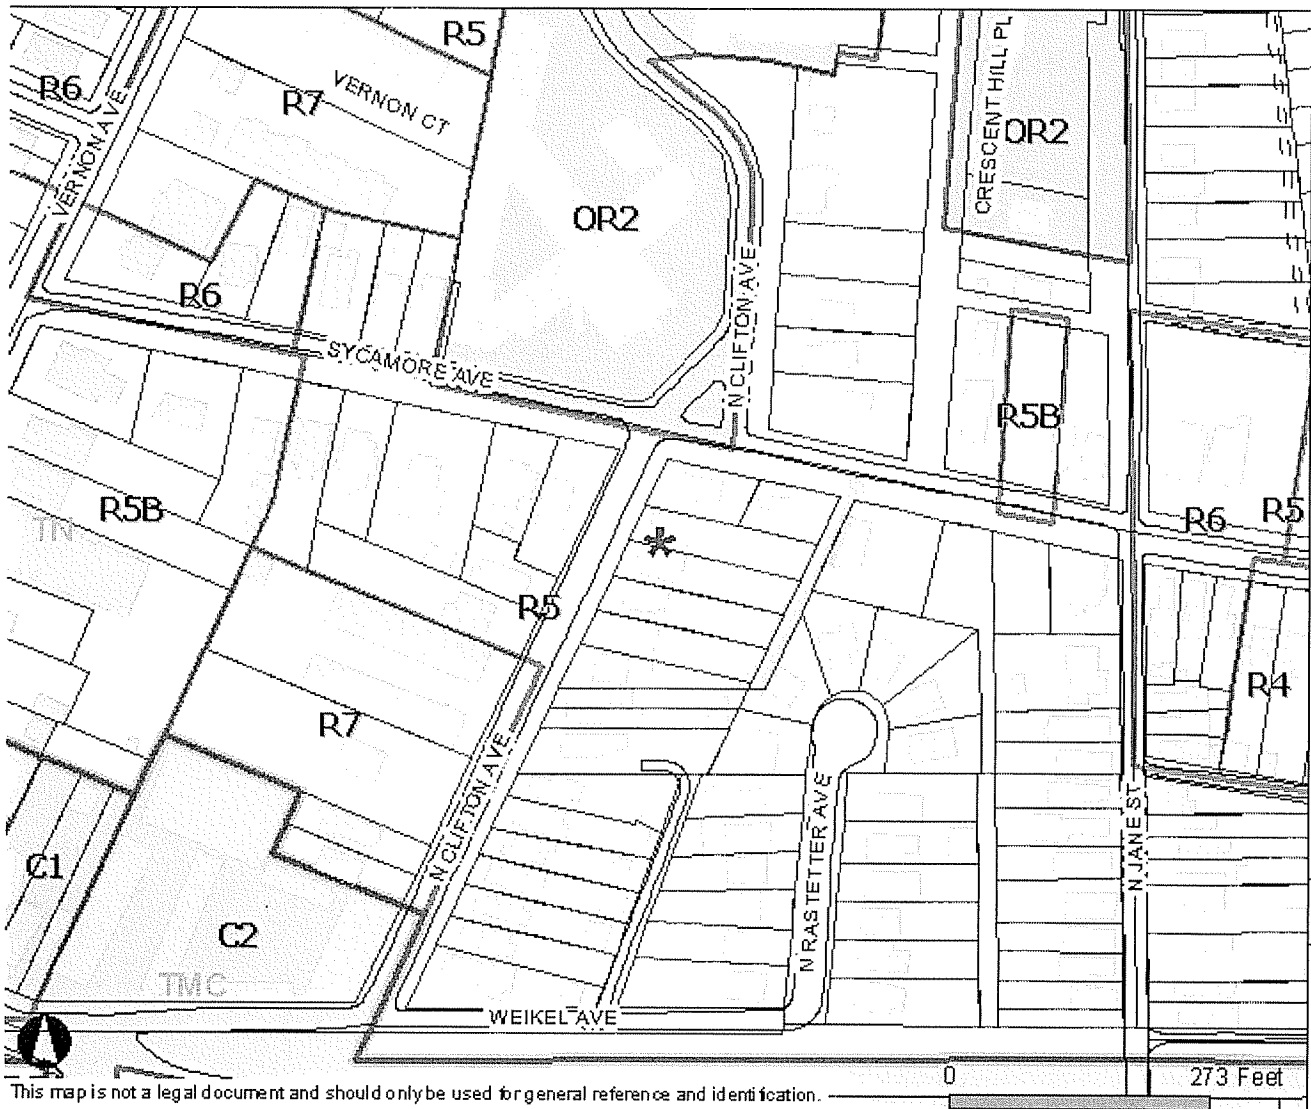 R5
R6
VERNON CT
R7
VERNON AVE
CRESCENT HILL PL
OR2
OR2
N CLIFTON AVE
R6
SYCAMORE AVE
R5B
R5B
R6
R5
TN
R5
R4
R7
N CLIFTON AVE
N RASTETTER AVE
N JANE ST
C1
C2
TMC
WEIKEL AVE
0
273 Feet
This map is not a legal document and should only be used for general reference and identification.